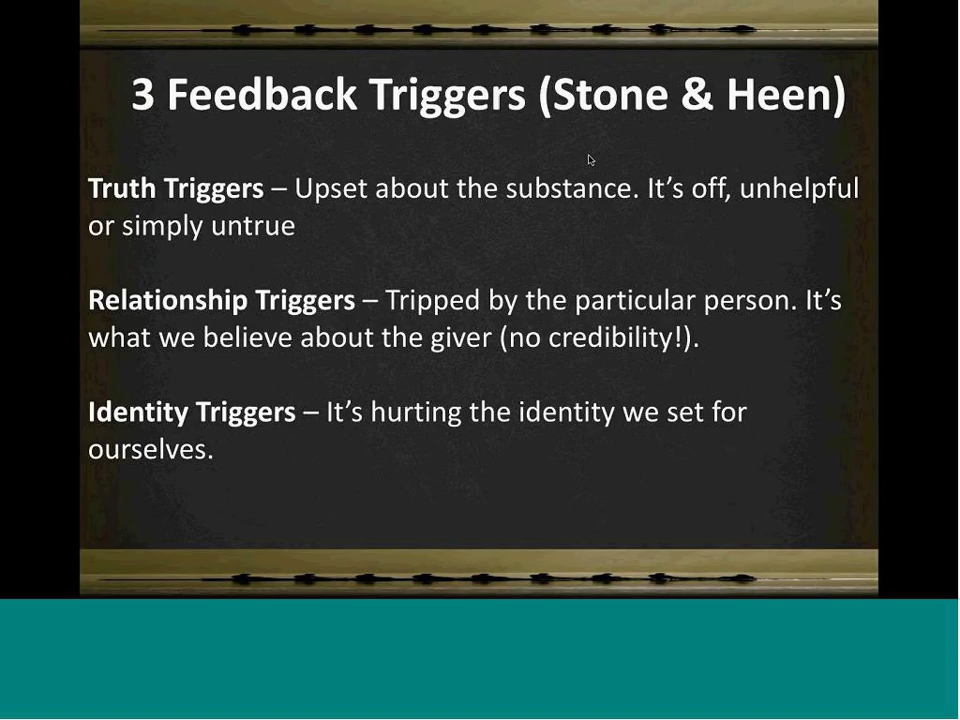 3 Feedback Triggers (Stone & Heen)
Truth Triggers – Upset about the substance. It’s off, unhelpful
or simply untrue
Relationship Triggers – Tripped by the particular person. It’s
what we believe about the giver (no credibility!).
Identity Triggers – It’s hurting the identity we set for
ourselves.